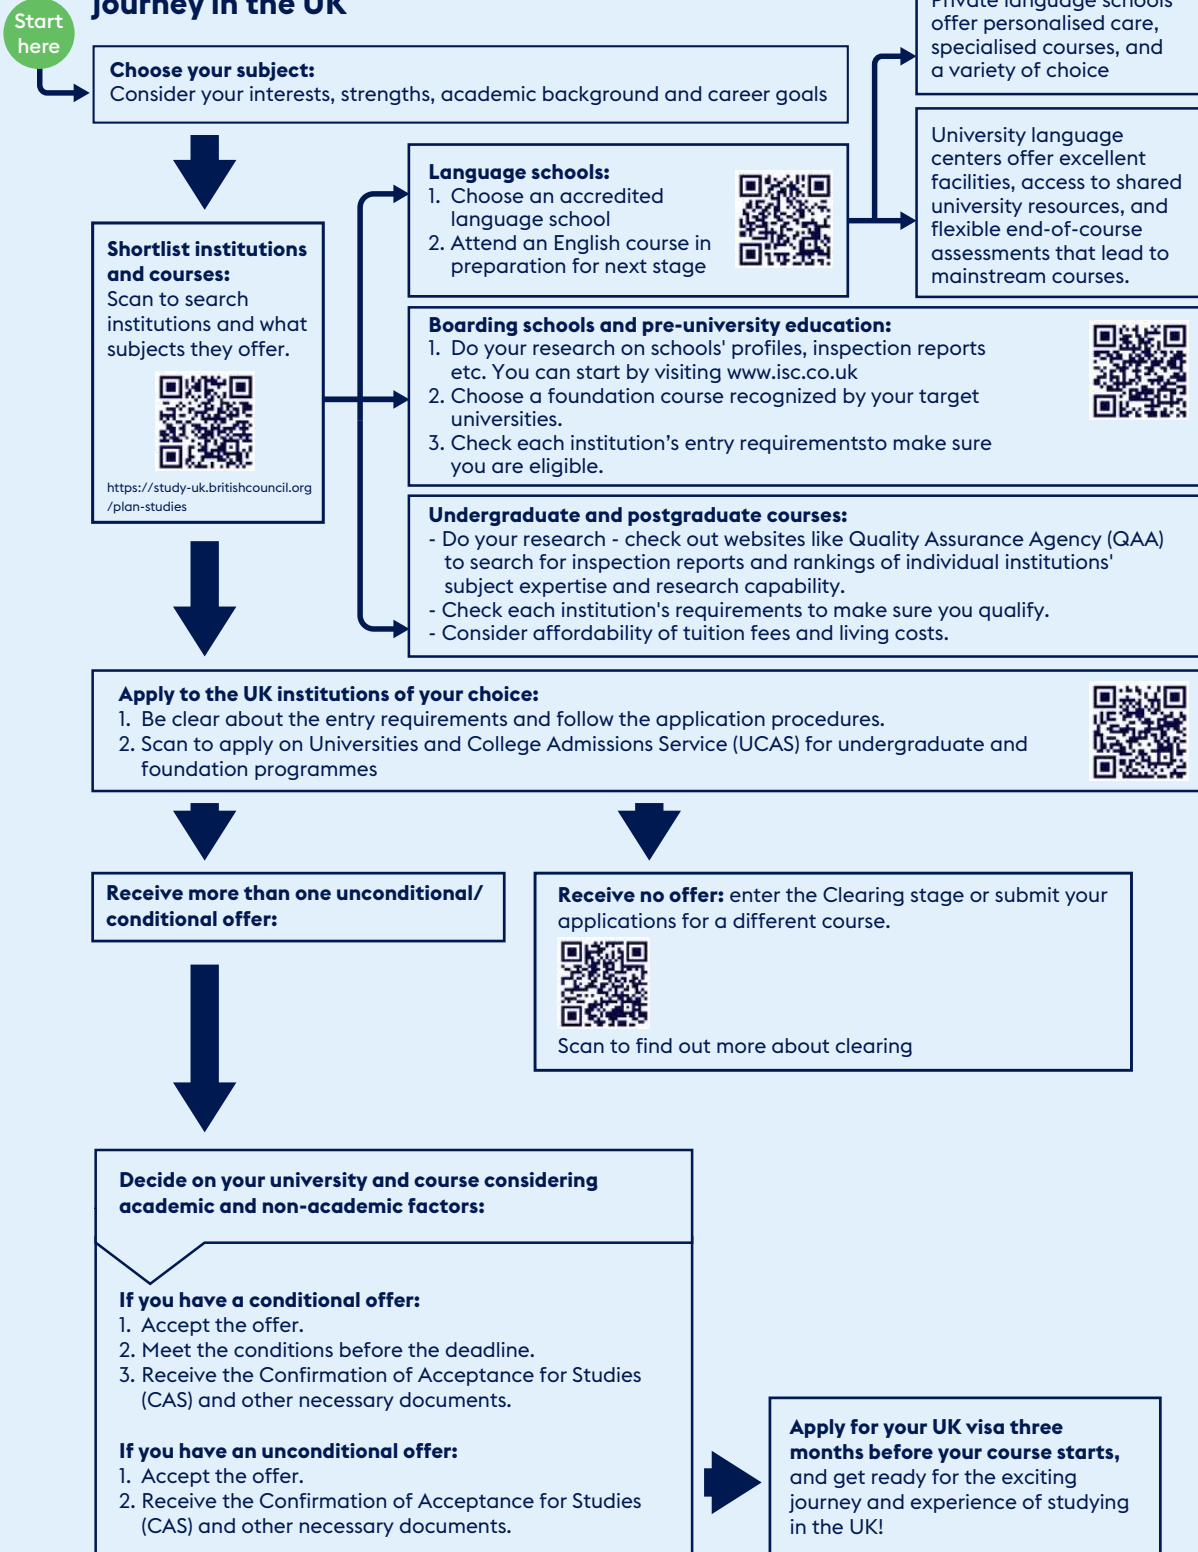 journey in the UK
Start
here
Choose your subject:
Consider your interests, strengths, academic background and career goals
Private language schools
offer personalised care,
specialised courses, and
a variety of choice
University language
centers offer excellent
facilities, access to shared
university resources, and
flexible end-of-course
assessments that lead to
mainstream courses.
Language schools:
1. Choose an accredited
language school
2. Attend an English course in
preparation for next stage
Shortlist institutions
and courses:
Scan to search
institutions and what
subjects they offer.
https://study-uk.britishcouncil.org
/plan-studies
Boarding schools and pre-university education:
1. Do your research on schools' profiles, inspection reports
etc. You can start by visiting www.isc.co.uk
2. Choose a foundation course recognized by your target
universities.
3. Check each institution’s entry requirementsto make sure
you are eligible.
Undergraduate and postgraduate courses:
- Do your research - check out websites like Quality Assurance Agency (QAA)
to search for inspection reports and rankings of individual institutions'
subject expertise and research capability.
- Check each institution's requirements to make sure you qualify.
- Consider affordability of tuition fees and living costs.
Apply to the UK institutions of your choice:
1. Be clear about the entry requirements and follow the application procedures.
2. Scan to apply on Universities and College Admissions Service (UCAS) for undergraduate and
foundation programmes
Receive more than one unconditional/
conditional offer:
Receive no offer: enter the Clearing stage or submit your
applications for a different course.
Scan to find out more about clearing
Decide on your university and course considering
academic and non-academic factors:
If you have a conditional offer:
1. Accept the offer.
2. Meet the conditions before the deadline.
3. Receive the Confirmation of Acceptance for Studies
(CAS) and other necessary documents.
If you have an unconditional offer:
1. Accept the offer.
2. Receive the Confirmation of Acceptance for Studies
(CAS) and other necessary documents.
Apply for your UK visa three
months before your course starts,
and get ready for the exciting
journey and experience of studying
in the UK!